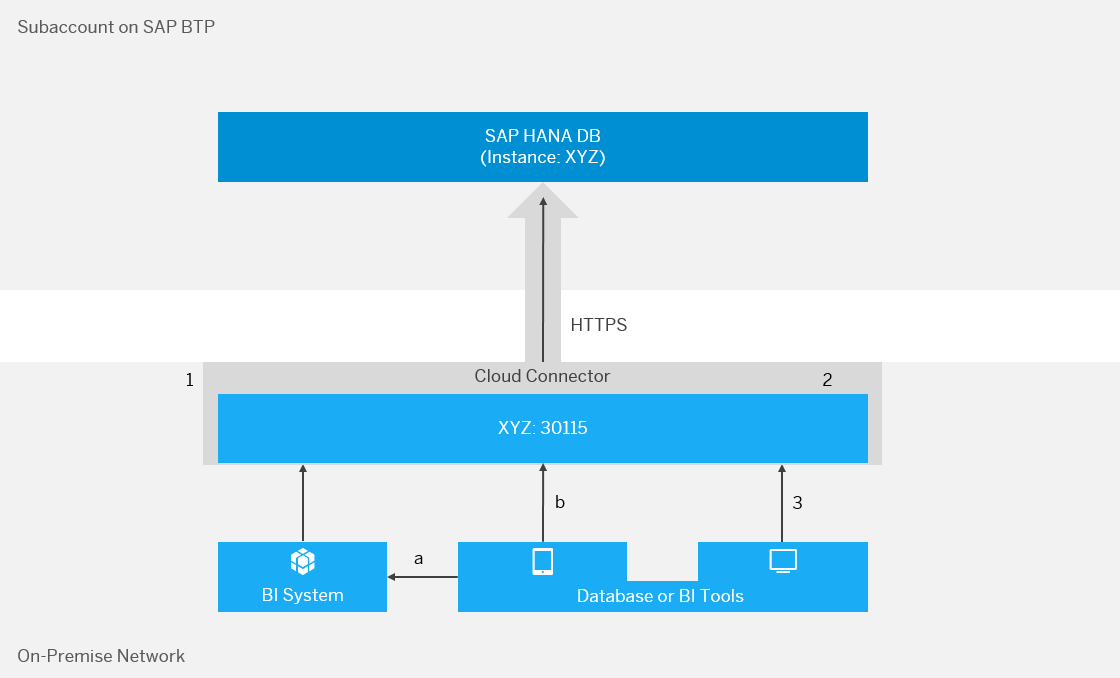 Subaccount on SAP BTP
SAP HANA DB
(Instance: XYZ)
HTTPS
1
Cloud Connector
2
XYZ: 30115
b
3
a
BI System
Database or BI Tools
On-Premise Network